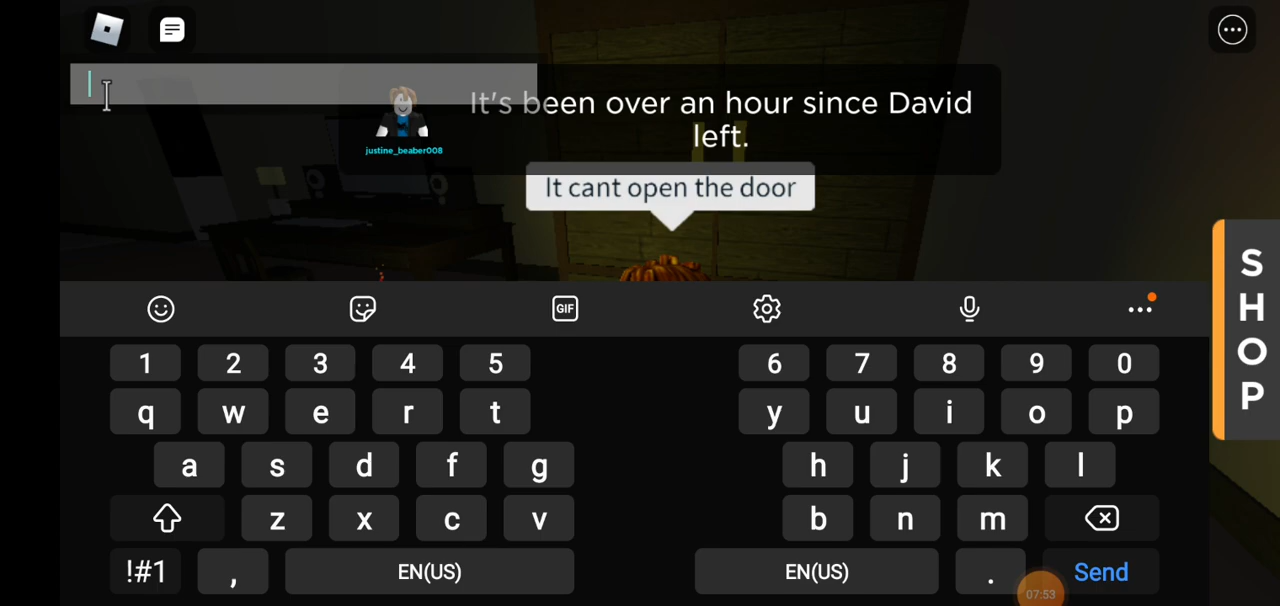 It's been over an hour since David
left.
justine_beaber008
It cant open the door
S
H
O
P
GIF
1 2 3 4 5 6 7 8 9 0
q w e r t y u i o p
a s d f g h j k l
z x c v b n m
!#1 , EN(US) EN(US) . Send
07:53